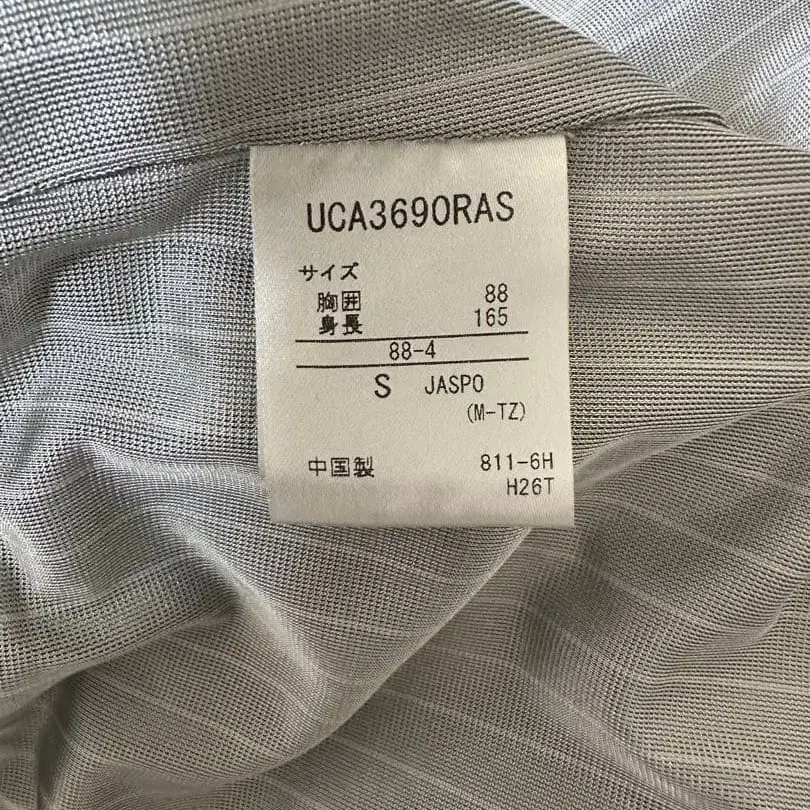 UCA3690RAS
サイズ
胸囲 88
身長 165
88-4
S JASPO
(M-TZ)
中国製 811-6H
H26T